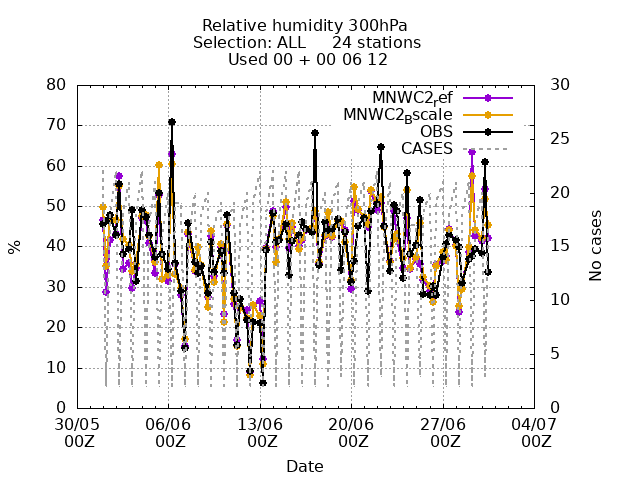 Relative humidity 300hPa
Selection: ALL 24 stations
Used 00 + 00 06 12
MNWC2ref
MNWC2Bscale
OBS
CASES
80
70
60
50
40
30
20
10
0
%
30
25
20
15
10
5
0
No cases
30/05 06/06 13/06 20/06 27/06 04/07
00Z 00Z 00Z 00Z 00Z 00Z
Date